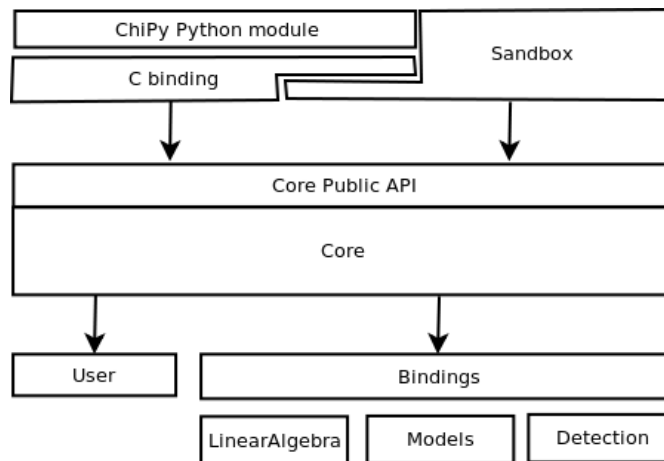 ChiPy Python module
Sandbox
C binding
Core Public API
Core
User
Bindings
LinearAlgebra
Models
Detection